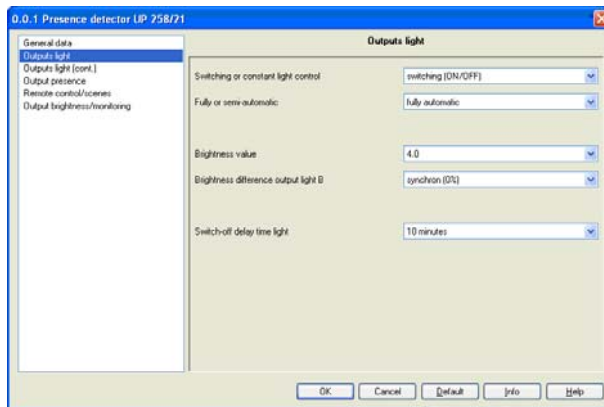 0.0.1 Presence detector UP 258/21
General data
Outputs light
Outputs light (cont.)
Output presence
Remote control/scenes
Output brightness/monitoring
Outputs light
Switching or constant light control
switching (ON/OFF)
Fully or semi-automatic
fully automatic
Brightness value
4.0
Brightness difference output light B
synchron (0%)
Switch-off delay time light
10 minutes
OK
Cancel
Default
Info
Help